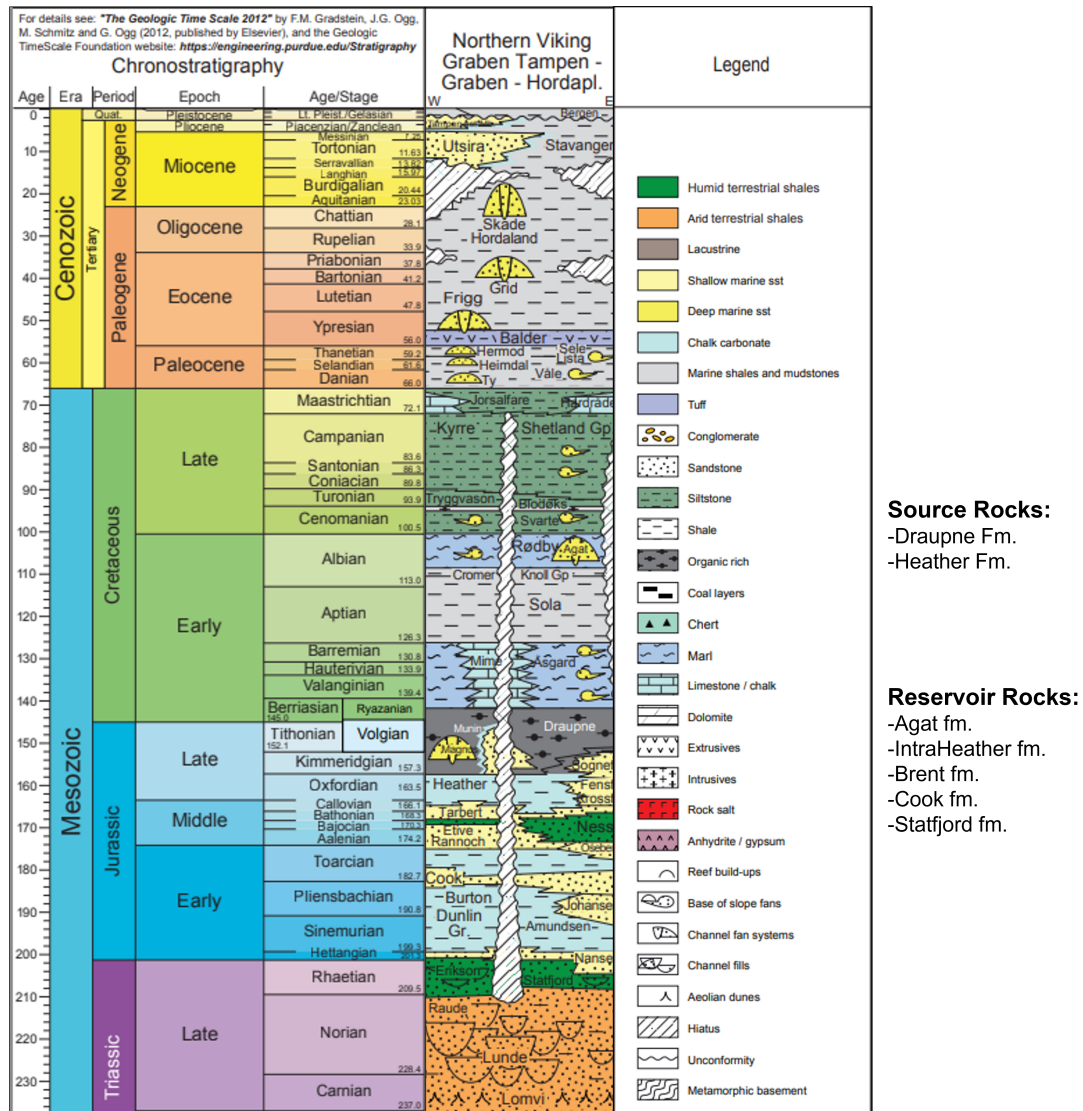 For details see: "The Geologic Time Scale 2012" by F.M. Gradstein, J.G. Ogg,
M. Schmitz and G. Ogg (2012, published by Elsevier), and the Geologic
TimeScale Foundation website: https://engineering.purdue.edu/Stratigraphy
Chronostratigraphy
Northern Viking
Graben Tampen -
Graben - Hordapl.
Legend
Age Era Period Epoch Age/Stage
W E
0
10
20
30
40
50
60
70
80
90
100
110
120
130
140
150
160
170
180
190
200
210
220
230
Cenozoic
Mesozoic
Tertiary
Quat.
Neogene
Paleogene
Cretaceous
Jurassic
Triassic
Pleistocene
Pliocene
Miocene
Oligocene
Eocene
Paleocene
Late
Early
Late
Middle
Early
Late
Lt. Pleist./Gelasian
Piacenzian/Zanclean
Messinian 7.25
Tortonian 11.63
Serravallian 13.82
Langhian 15.97
Burdigalian 20.44
Aquitanian 23.03
Chattian 28.1
Rupelian 33.9
Priabonian 37.8
Bartonian 41.2
Lutetian 47.8
Ypresian 56.0
Thanetian 59.2
Selandian 61.6
Danian 66.0
Maastrichtian 72.1
Campanian 83.6
Santonian 86.3
Coniacian 89.8
Turonian 93.9
Cenomanian 100.5
Albian 113.0
Aptian 126.3
Barremian 130.8
Hauterivian 133.9
Valanginian 139.4
Berriasian 145.0 Ryazanian
Tithonian 152.1 Volgian
Kimmeridgian 157.3
Oxfordian 163.5
Callovian 166.1
Bathonian 168.3
Bajocian 170.3
Aalenian 174.2
Toarcian 182.7
Pliensbachian 190.8
Sinemurian 199.3
Hettangian 201.3
Rhaetian 209.5
Norian 228.4
Carnian 237.0
Bergen
Utsira Stavanger
Skade
Hordaland
Grid
Frigg
Balder
Hermod Sele
Heimdal Lista
Ty Våle
Jorsalfare Hardråde
Kyrre Shetland Gp
Tryggvason Blodøks
Svarte
Rødby Agat
Cromer Knoll Gp
Sola
Mime Åsgard
Munin Draupne
Magnus
Sognef
Heather Fensf
Krossf
Tarbert
Ness
Etive
Rannoch
Oseber
Cook
Burton Johanse
Dunlin
Gr. Amundsen
Nanse
Erikson Statfjord
Raude
Lunde
Lomvi
Humid terrestrial shales
Arid terrestrial shales
Lacustrine
Shallow marine sst
Deep marine sst
Chalk carbonate
Marine shales and mudstones
Tuff
Conglomerate
Sandstone
Siltstone
Shale
Organic rich
Coal layers
Chert
Marl
Limestone / chalk
Dolomite
Extrusives
Intrusives
Rock salt
Anhydrite / gypsum
Reef build-ups
Base of slope fans
Channel fan systems
Channel fills
Aeolian dunes
Hiatus
Unconformity
Metamorphic basement
Source Rocks:
-Draupne Fm.
-Heather Fm.
Reservoir Rocks:
-Agat fm.
-IntraHeather fm.
-Brent fm.
-Cook fm.
-Statfjord fm.